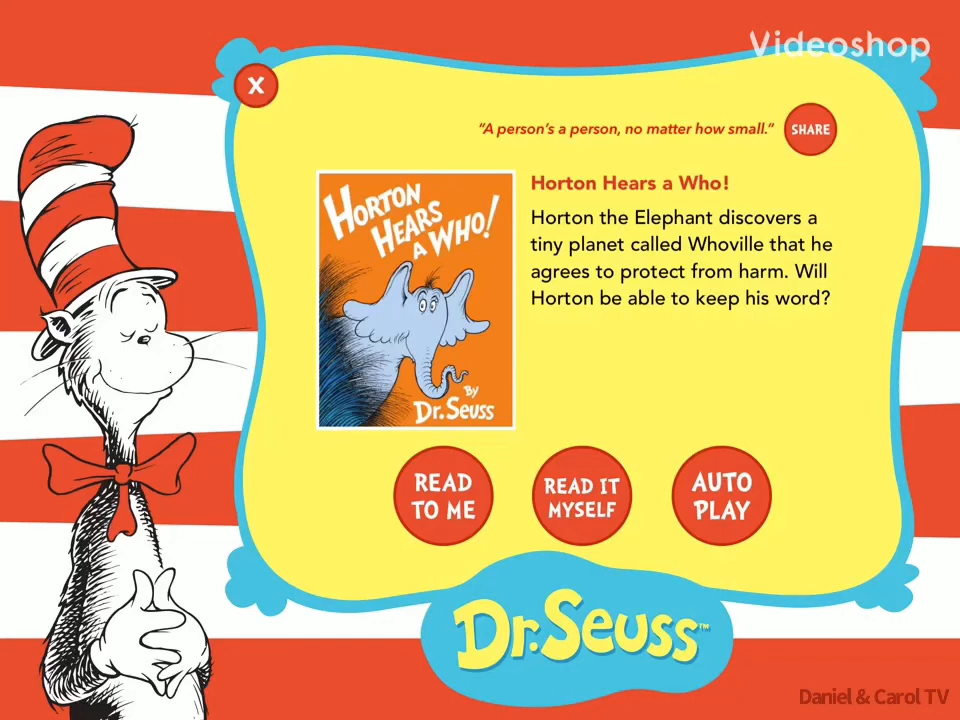 Videoshop
X
"A person's a person, no matter how small."
SHARE
HORTON
HEARS
A WHO!
By
Dr. Seuss
Horton Hears a Who!
Horton the Elephant discovers a
tiny planet called Whoville that he
agrees to protect from harm. Will
Horton be able to keep his word?
READ
TO ME
READ IT
MYSELF
AUTO
PLAY
Dr. Seuss™
Daniel & Carol TV